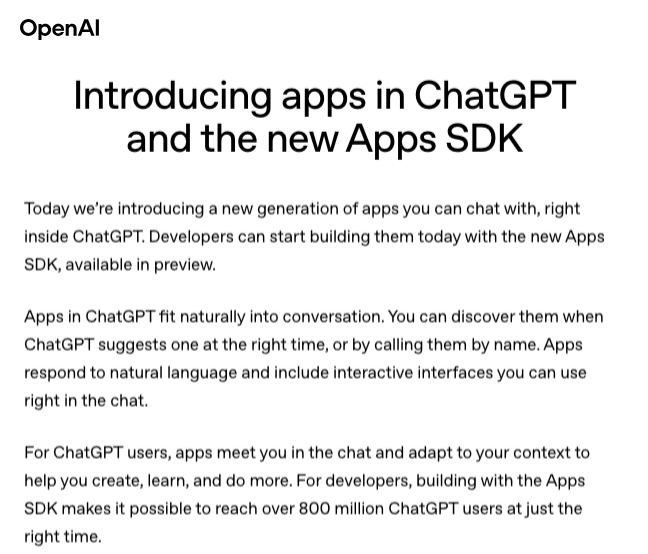 OpenAI
Introducing apps in ChatGPT
and the new Apps SDK
Today we’re introducing a new generation of apps you can chat with, right
inside ChatGPT. Developers can start building them today with the new Apps
SDK, available in preview.
Apps in ChatGPT fit naturally into conversation. You can discover them when
ChatGPT suggests one at the right time, or by calling them by name. Apps
respond to natural language and include interactive interfaces you can use
right in the chat.
For ChatGPT users, apps meet you in the chat and adapt to your context to
help you create, learn, and do more. For developers, building with the Apps
SDK makes it possible to reach over 800 million ChatGPT users at just the
right time.